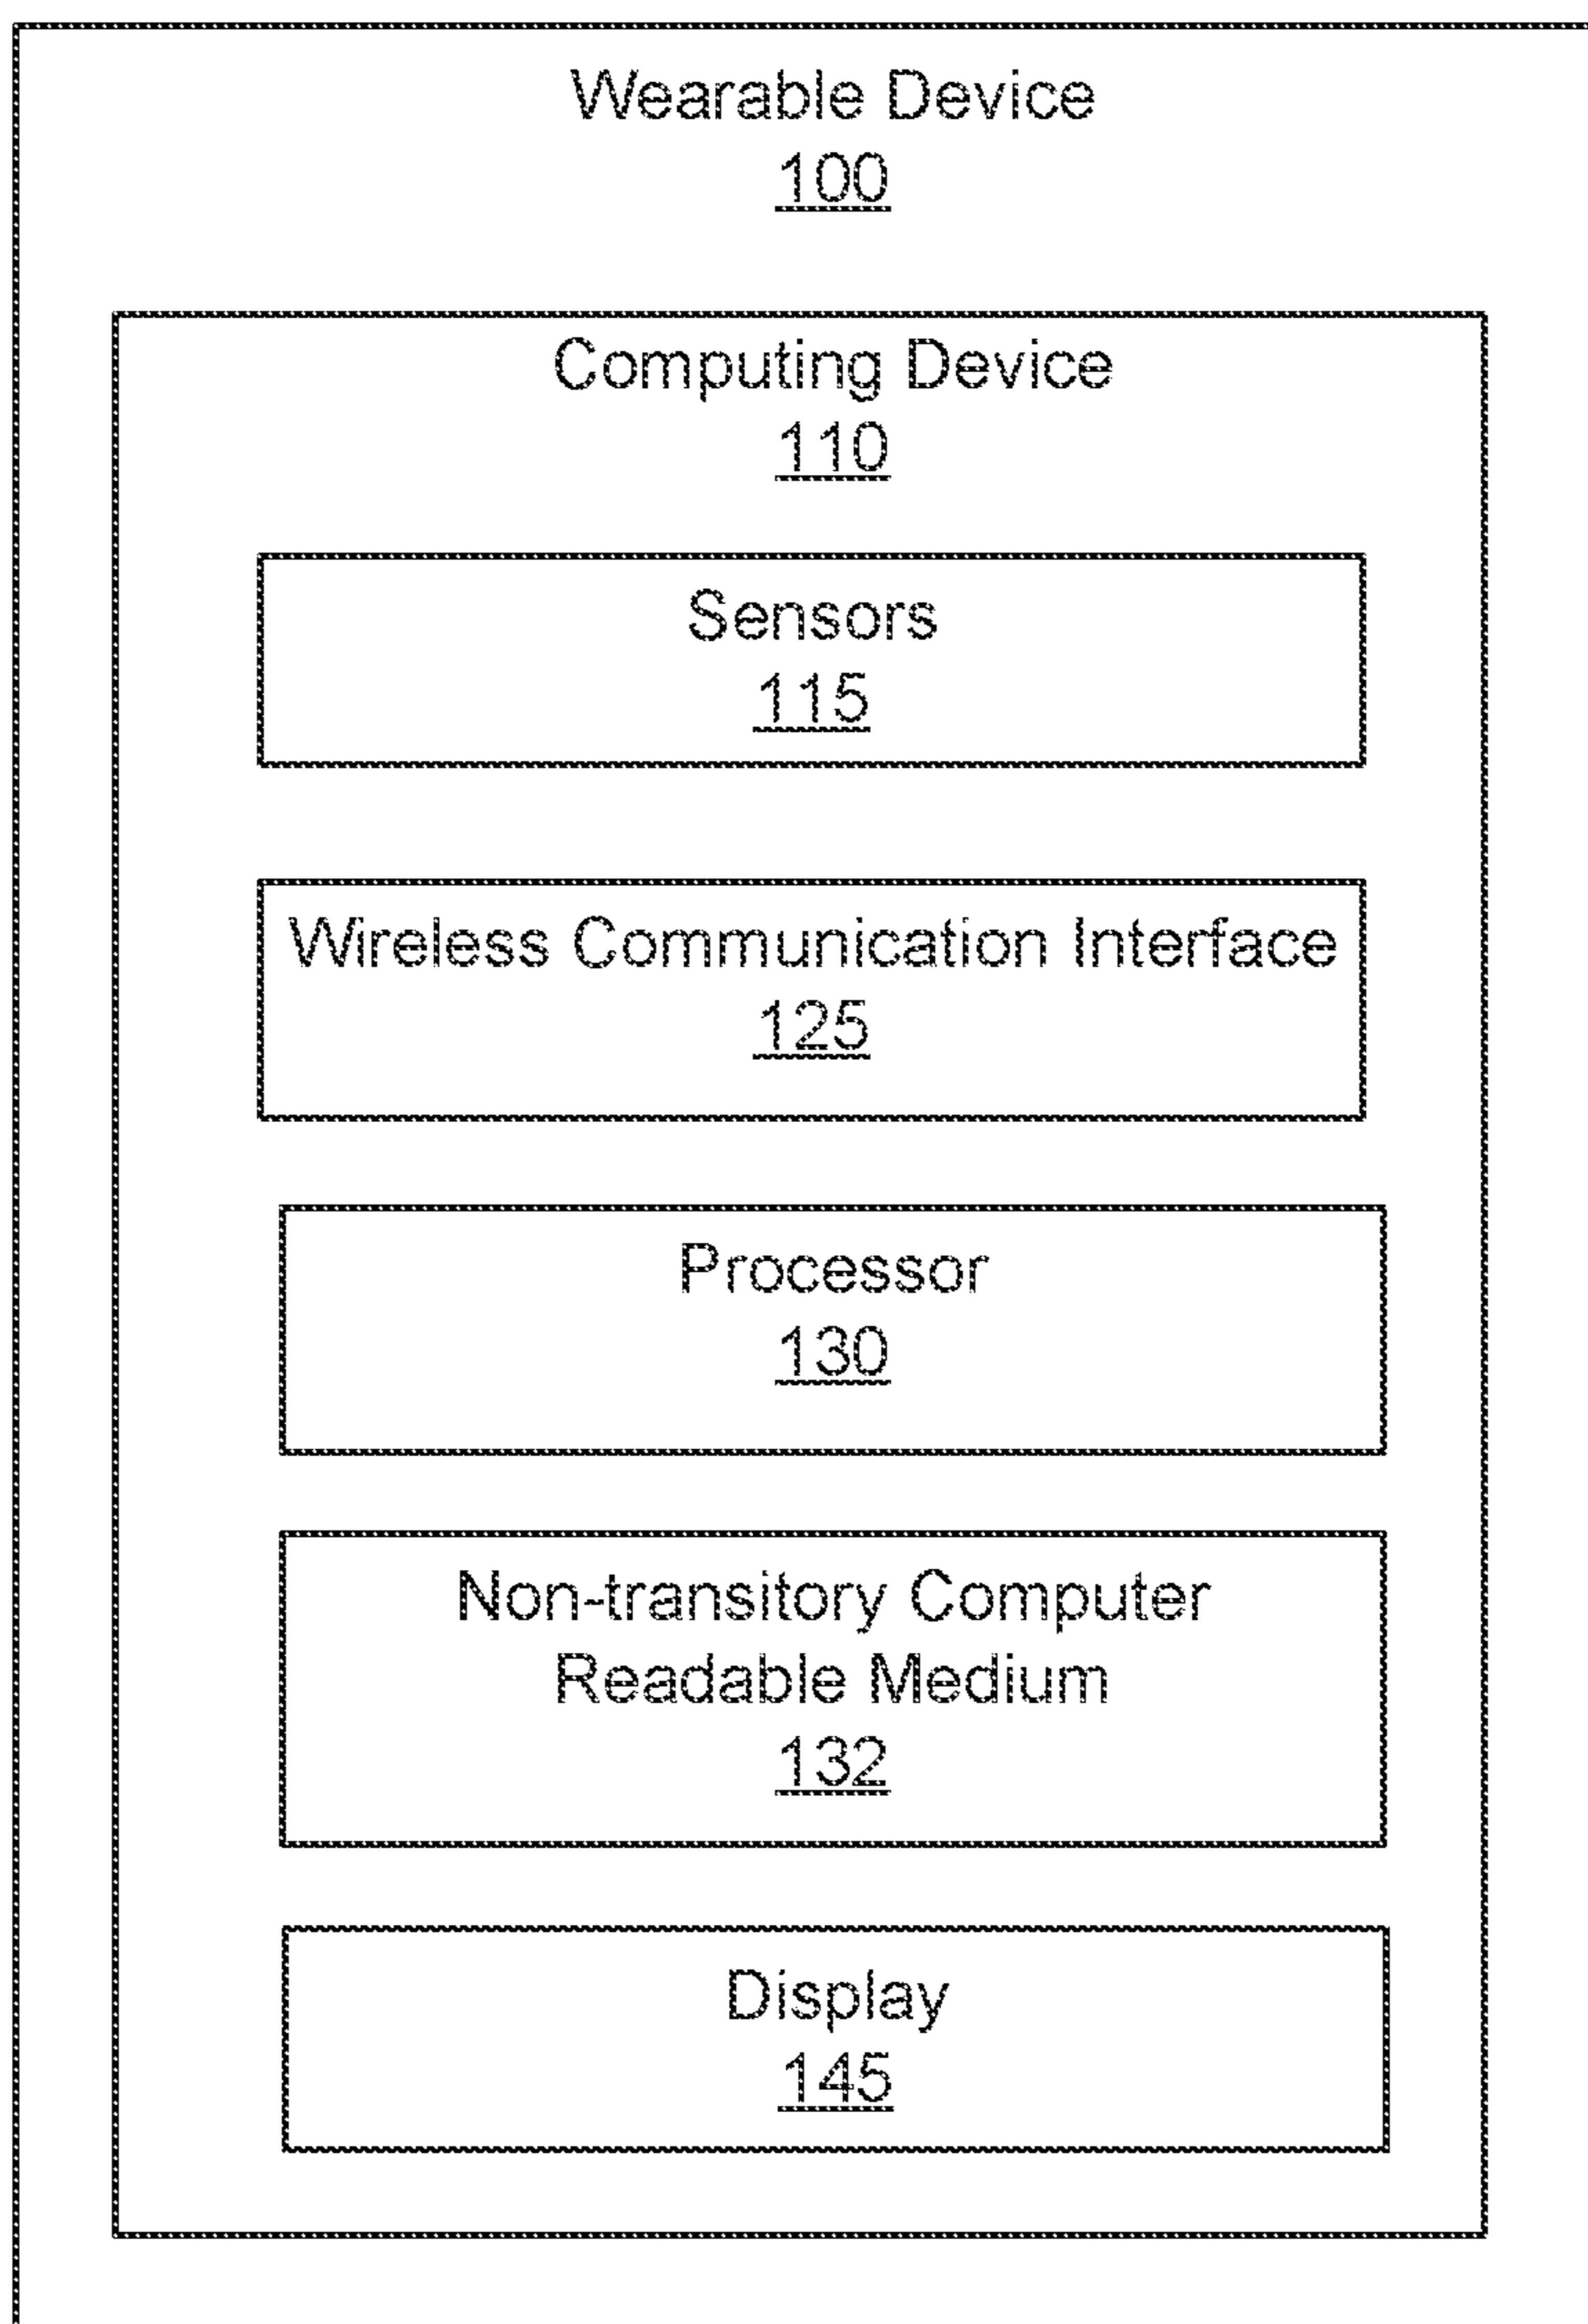 Wearable Device
100
Computing Device
110
Sensors
115
Wireless Communication Interface
125
Processor
130
Non-transitory Computer
Readable Medium
132
Display
145